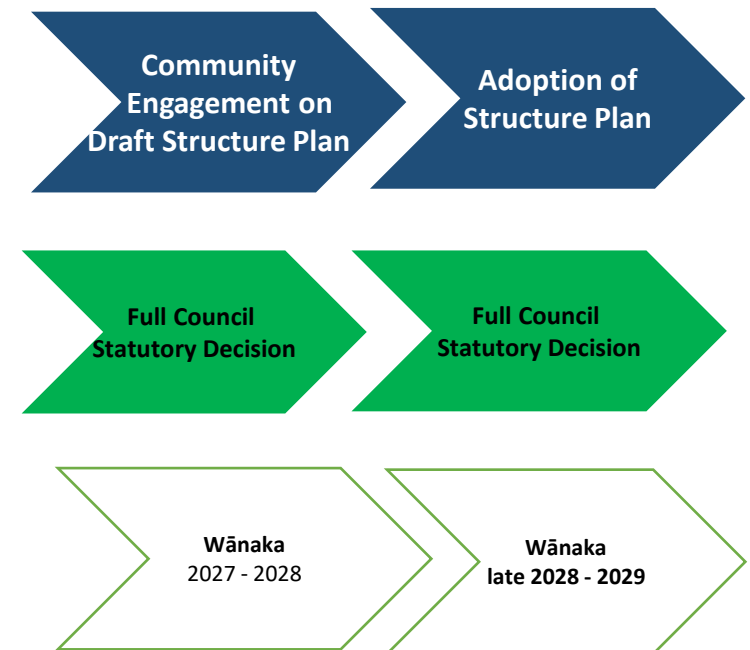 Community
Engagement on
Draft Structure Plan
Adoption of
Structure Plan
Full Council
Statutory Decision
Full Council
Statutory Decision
Wānaka
2027 - 2028
Wānaka
late 2028 - 2029